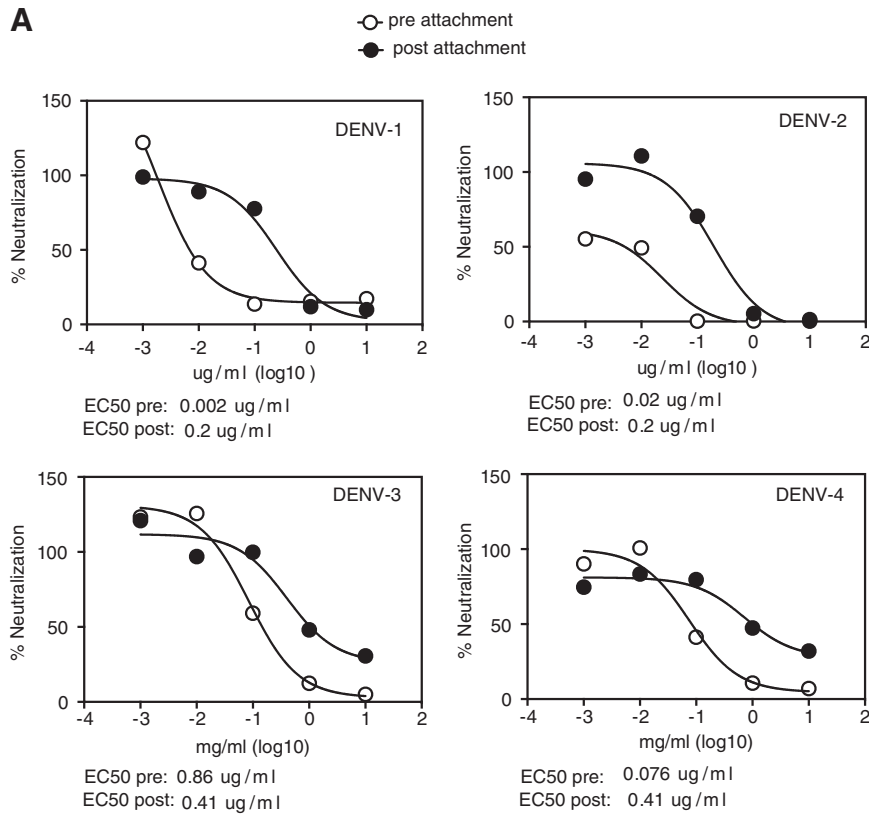 A
pre attachment
post attachment
150
100
50
0
% Neutralization
DENV-1
-4 -3 -2 -1 0 1 2
ug/ml (log10 )
EC50 pre: 0.002 ug/ml
EC50 post: 0.2 ug/ml
150
100
50
0
% Neutralization
DENV-2
-4 -3 -2 -1 0 1 2
ug/ml (log10 )
EC50 pre: 0.02 ug/ml
EC50 post: 0.2 ug/ml
150
100
50
0
% Neutralization
DENV-3
-4 -3 -2 -1 0 1 2
mg/ml (log10)
EC50 pre: 0.86 ug/ml
EC50 post: 0.41 ug/ml
150
100
50
0
% Neutralization
DENV-4
-4 -3 -2 -1 0 1 2
mg/ml (log10)
EC50 pre: 0.076 ug/ml
EC50 post: 0.41 ug/ml